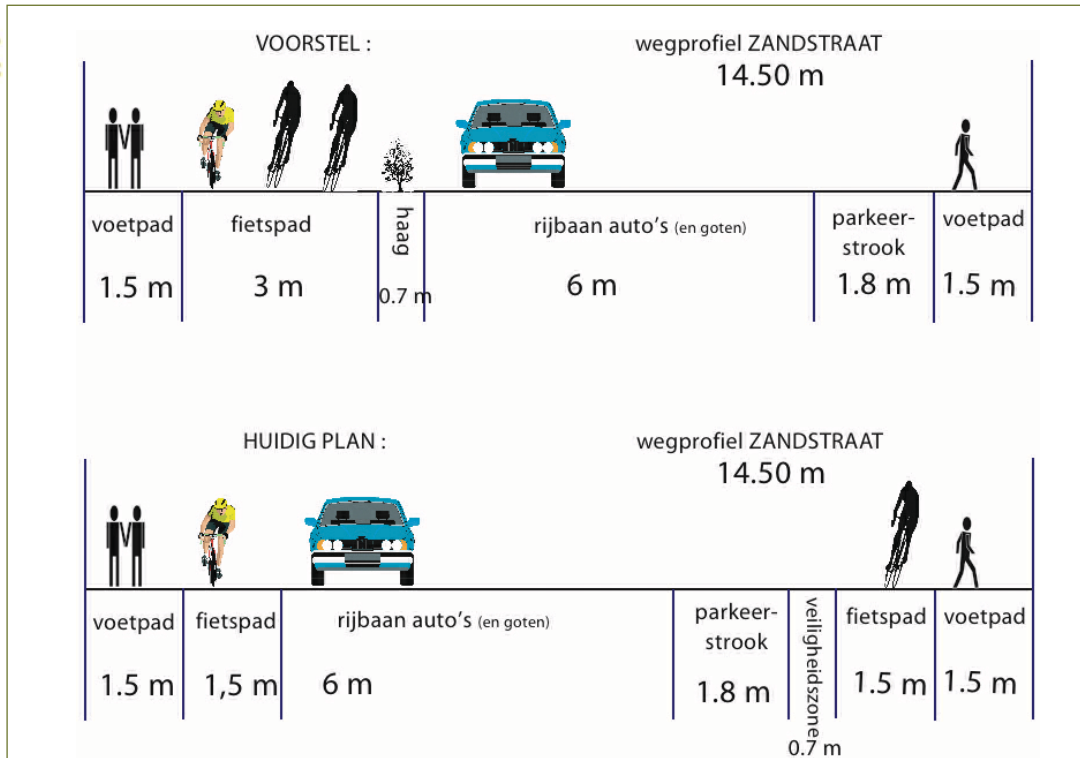 VOORSTEL : wegprofiel ZANDSTRAAT
14.50 m
voetpad fietspad haag rijbaan auto's (en goten) parkeer- voetpad
strook
1.5 m 3 m 0.7 m 6 m 1.8 m 1.5 m
HUIDIG PLAN : wegprofiel ZANDSTRAAT
14.50 m
voetpad fietspad rijbaan auto's (en goten) parkeer- veiligheidszone fietspad voetpad
strook
1.5 m 1,5 m 6 m 1.8 m 1.5 m 1.5 m
0.7 m